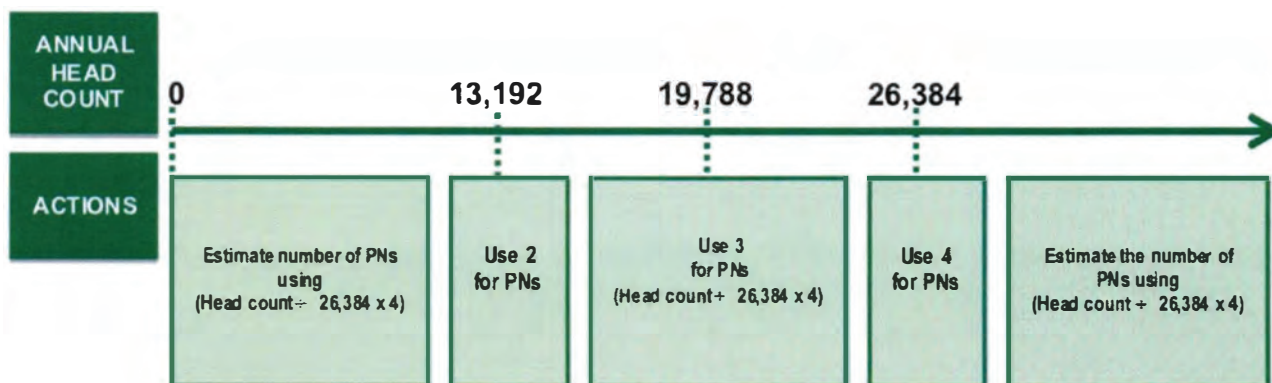 ANNUAL
HEAD
COUNT
0
13,192
19,788
26,384
ACTIONS
Estimate number of PNs
using
(Head count÷ 26,384 x 4)
Use 2
for PNs
Use 3
for PNs
(Head count÷ 26,384 x 4)
Use 4
for PNs
Estimate the number of
PNs using
(Head count ÷ 26,384 x 4)